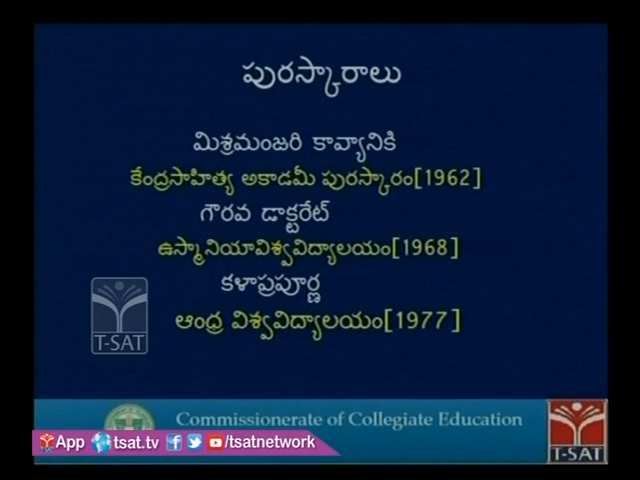 పురస్కారాలు
మిశ్రమంజరి కావ్యానికి
కేంద్రసాహిత్య అకాడమీ పురస్కారం[1962]
గౌరవ డాక్టరేట్
ఉస్మానియావిశ్వవిద్యాలయం[1968]
కళాప్రపూర్ణ
ఆంధ్ర విశ్వవిద్యాలయం[1977]
T-SAT
Commissionerate of Collegiate Education
App tsat.tv /tsatnetwork
T-SAT